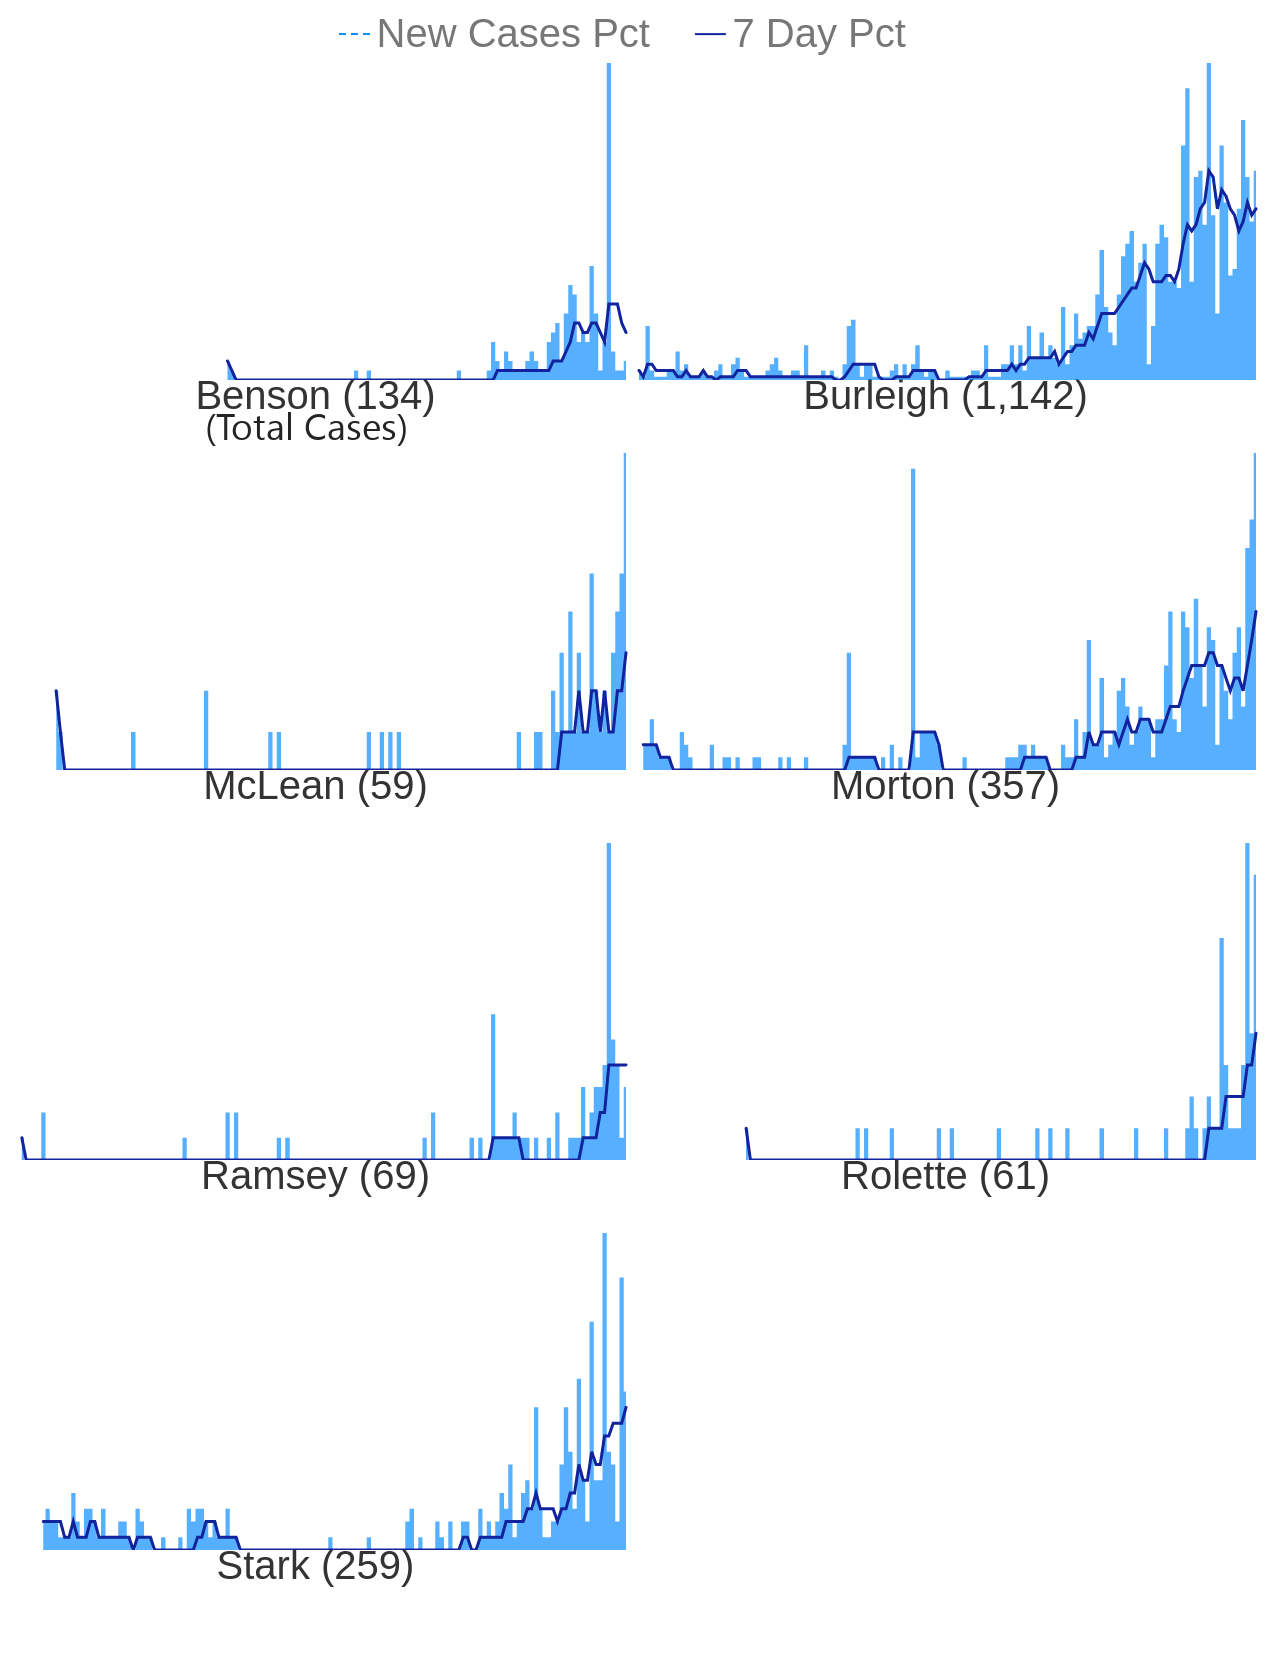 New Cases Pct 7 Day Pct
Benson (134) Burleigh (1,142)
(Total Cases)
McLean (59) Morton (357)
Ramsey (69) Rolette (61)
Stark (259)